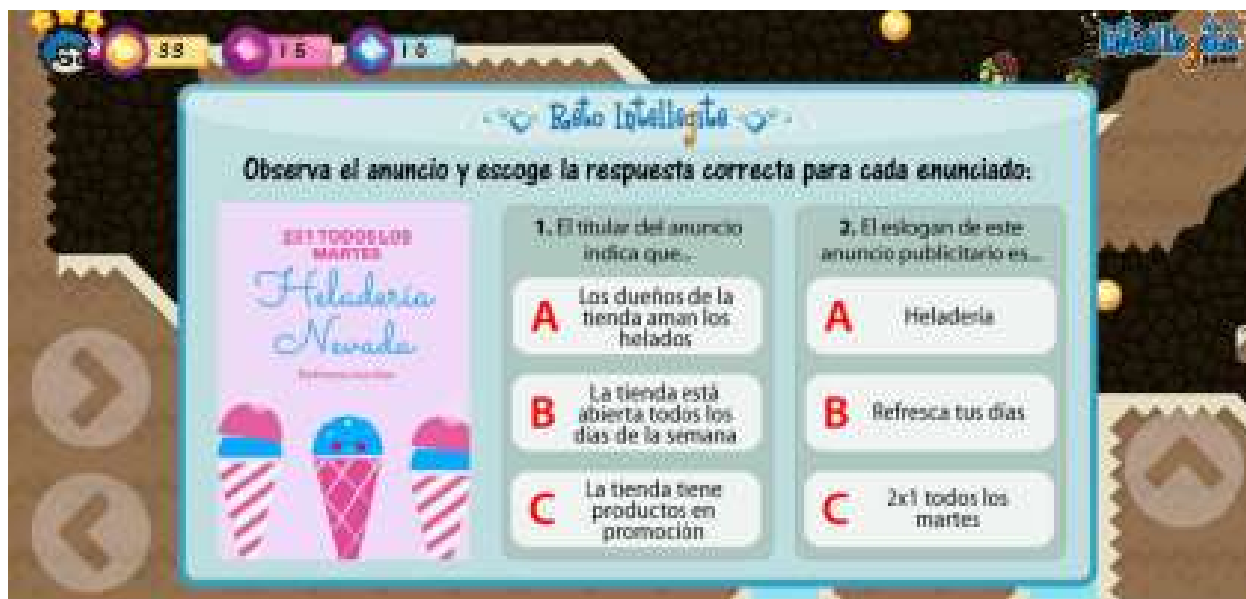 33
15
10
Reto Intellecto
Observa el anuncio y escoge la respuesta correcta para cada enunciado:
2X1 TODOS LOS
MARTES
Heladería
Nevada
1. El titular del anuncio
indica que...
A Los dueños de la
tienda aman los
helados
B La tienda está
abierta todos los
días de la semana
C La tienda tiene
productos en
promoción
2. El eslogan de este
anuncio publicitario es...
A Heladería
B Refresca tus días
C 2x1 todos los
martes